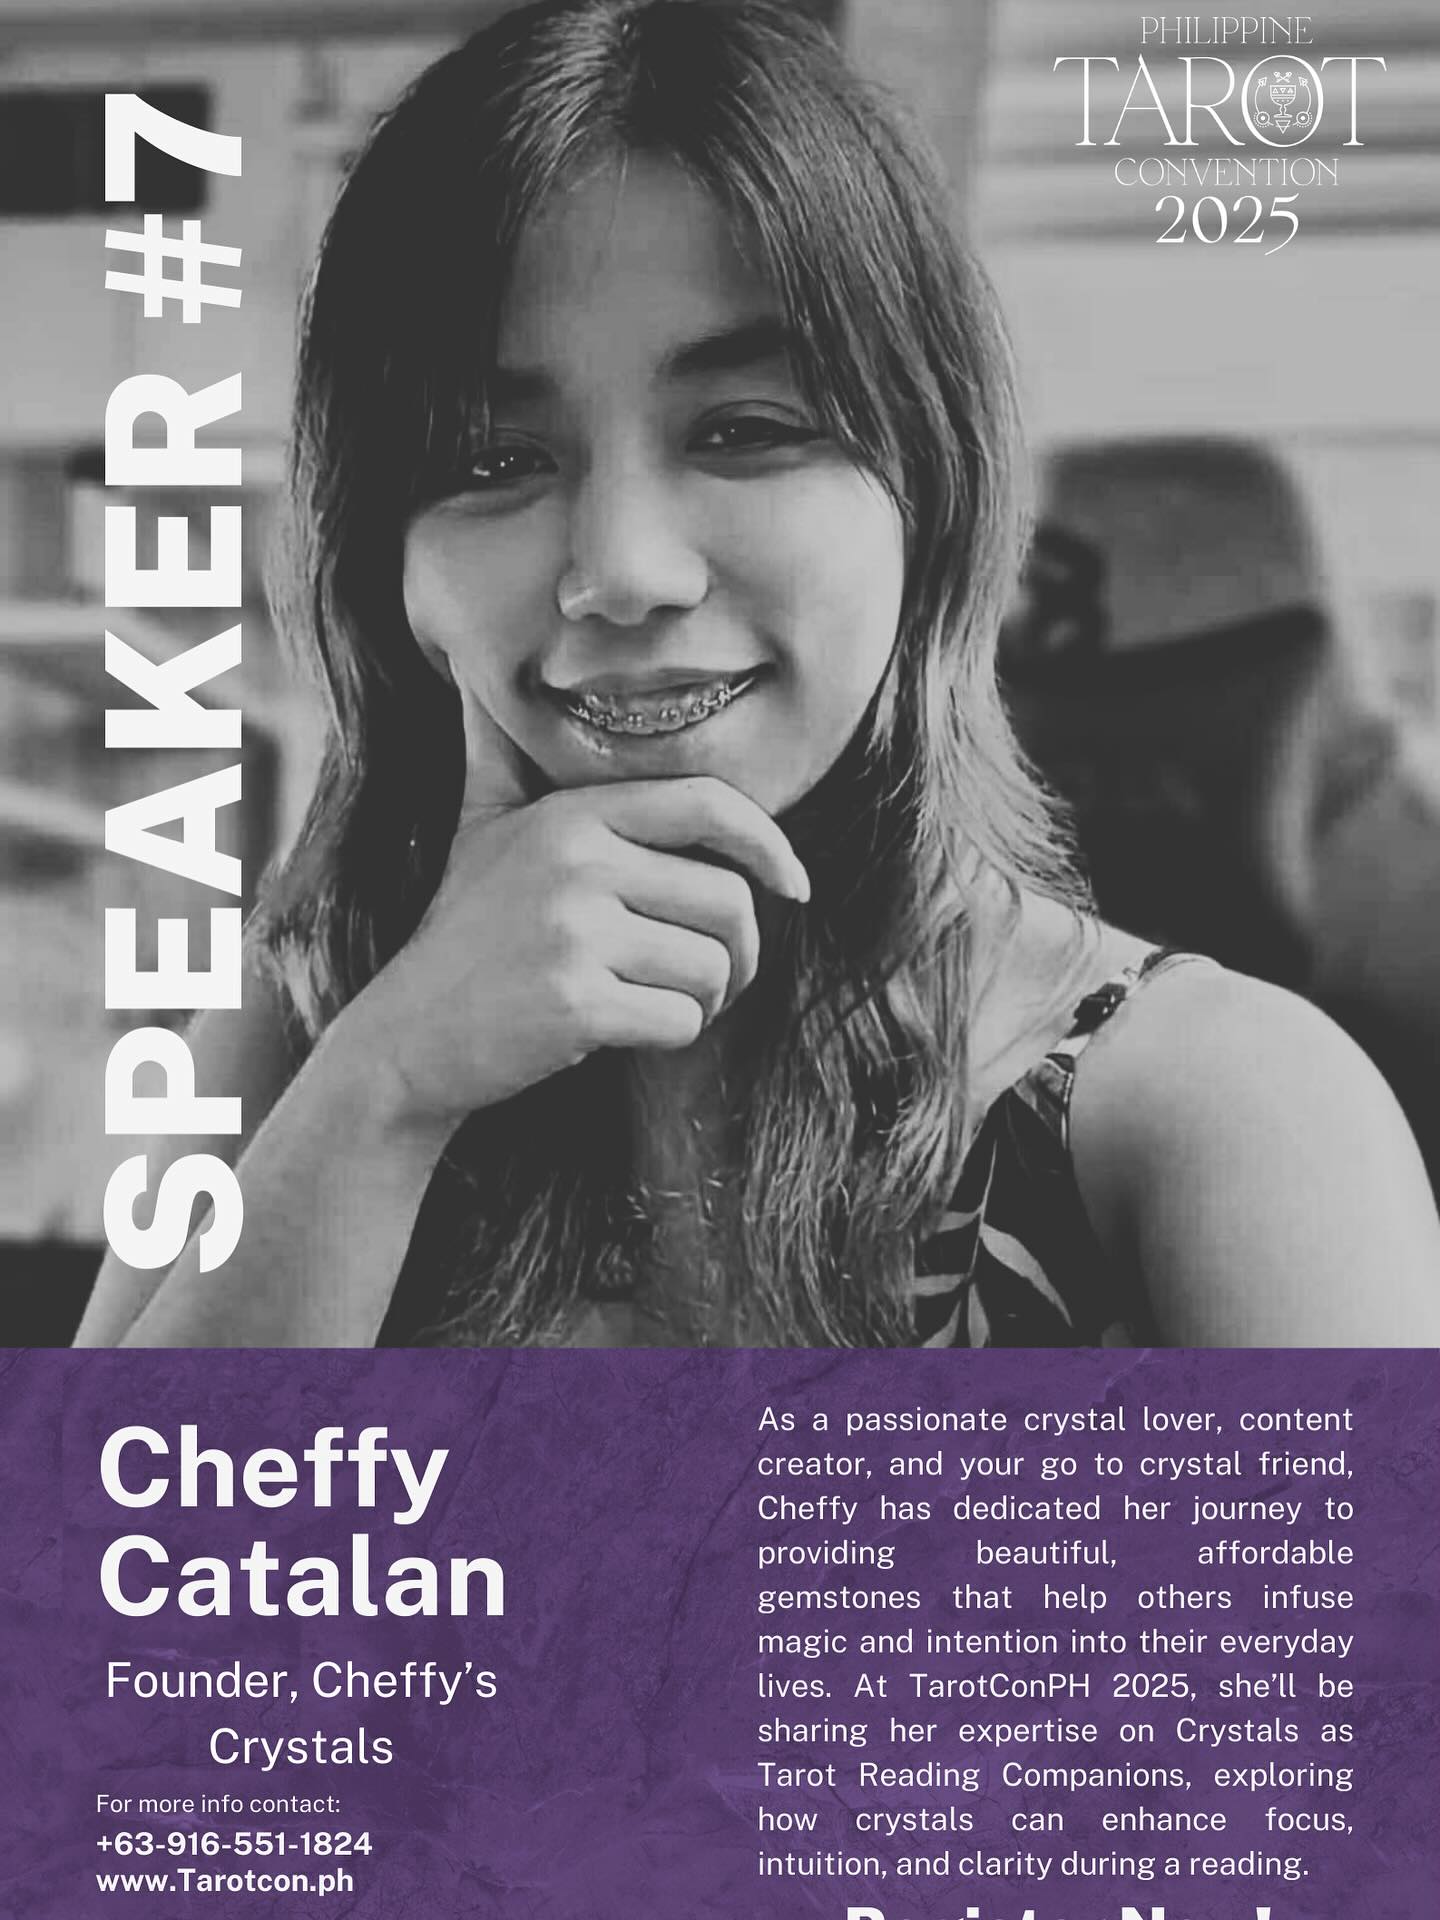 PHILIPPINE
TAROT
CONVENTION
2025
SPEAKER #7
Cheffy
Catalan
Founder, Cheffy’s
Crystals
For more info contact:
+63-916-551-1824
www.Tarotcon.ph
As a passionate crystal lover, content
creator, and your go to crystal friend,
Cheffy has dedicated her journey to
providing beautiful, affordable
gemstones that help others infuse
magic and intention into their everyday
lives. At TarotConPH 2025, she’ll be
sharing her expertise on Crystals as
Tarot Reading Companions, exploring
how crystals can enhance focus,
intuition, and clarity during a reading.
Register Now!